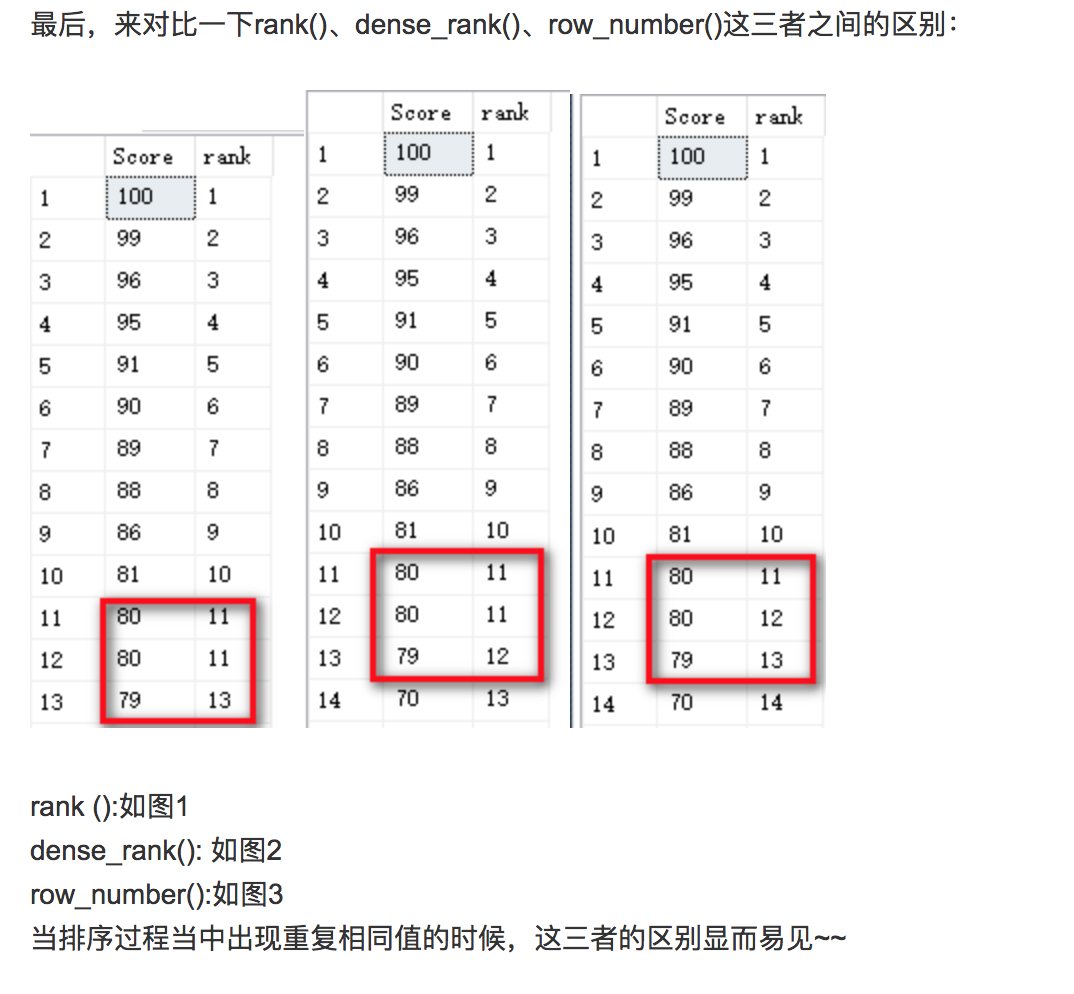 最后，来对比一下rank()、dense_rank()、row_number()这三者之间的区别：
Score rank
1 100 1
2 99 2
3 96 3
4 95 4
5 91 5
6 90 6
7 89 7
8 88 8
9 86 9
10 81 10
11 80 11
12 80 11
13 79 13
Score rank
1 100 1
2 99 2
3 96 3
4 95 4
5 91 5
6 90 6
7 89 7
8 88 8
9 86 9
10 81 10
11 80 11
12 80 11
13 79 12
14 70 13
Score rank
1 100 1
2 99 2
3 96 3
4 95 4
5 91 5
6 90 6
7 89 7
8 88 8
9 86 9
10 81 10
11 80 11
12 80 12
13 79 13
14 70 14
rank ():如图1
dense_rank(): 如图2
row_number():如图3
当排序过程当中出现重复相同值的时候，这三者的区别显而易见~~